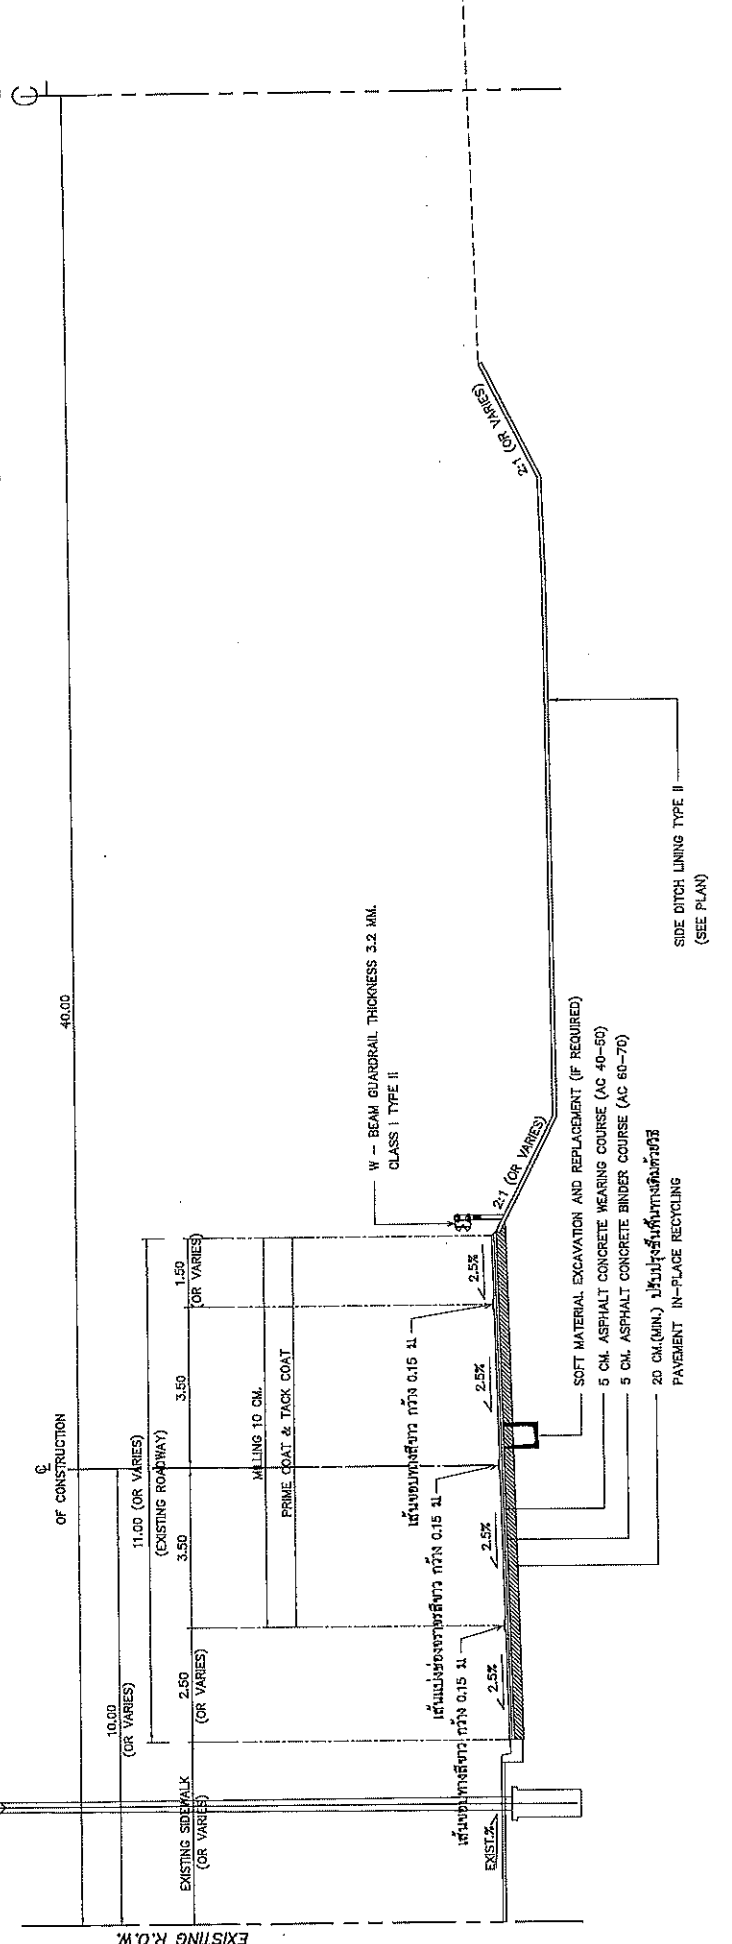 ℄
40.00
℄
OF CONSTRUCTION
EXISTING R.O.W.
10.00
(OR VARIES)
11.00 (OR VARIES)
(EXISTING ROADWAY)
EXISTING SIDEWALK
(OR VARIES)
2.50
(OR VARIES)
3.50
3.50
1.50
(OR VARIES)
MILLING 10 CM.
PRIME COAT & TACK COAT
W - BEAM GUARDRAIL THICKNESS 3.2 MM.
CLASS I TYPE II
เส้นขอบทางสีขาว กว้าง 0.15 ม
เส้นแบ่งช่องจราจรสีขาว กว้าง 0.15 ม
เส้นขอบทางสีขาว กว้าง 0.15 ม
EXIST.%
2.5%
2.5%
2.5%
2.5%
2:1 (OR VARIES)
2:1 (OR VARIES)
SOFT MATERIAL EXCAVATION AND REPLACEMENT (IF REQUIRED)
5 CM. ASPHALT CONCRETE WEARING COURSE (AC 40-50)
5 CM. ASPHALT CONCRETE BINDER COURSE (AC 60-70)
20 CM.(MIN.) ปรับปรุงชั้นพื้นทางเดิมด้วยวิธี
PAVEMENT IN-PLACE RECYCLING
SIDE DITCH LINING TYPE II
(SEE PLAN)